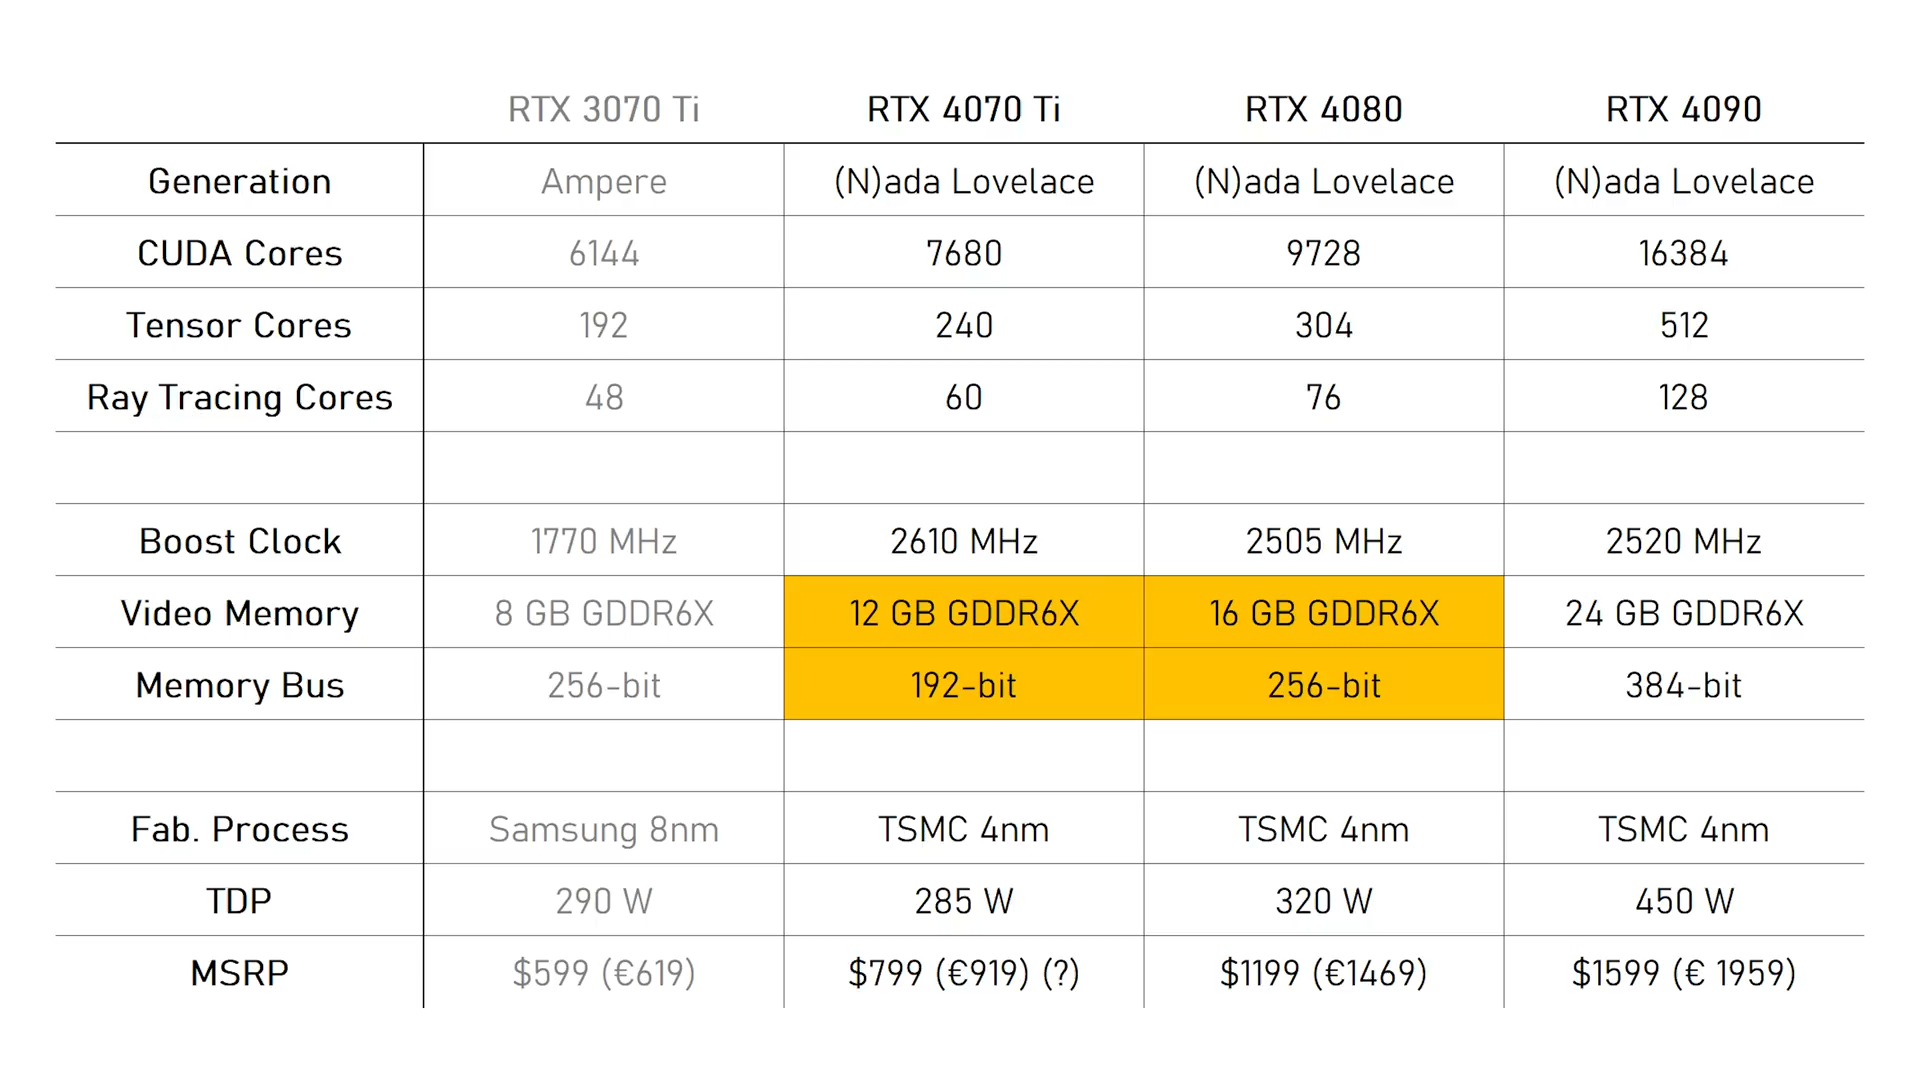 RTX 3070 Ti RTX 4070 Ti RTX 4080 RTX 4090
Generation Ampere (N)ada Lovelace (N)ada Lovelace (N)ada Lovelace
CUDA Cores 6144 7680 9728 16384
Tensor Cores 192 240 304 512
Ray Tracing Cores 48 60 76 128
Boost Clock 1770 MHz 2610 MHz 2505 MHz 2520 MHz
Video Memory 8 GB GDDR6X 12 GB GDDR6X 16 GB GDDR6X 24 GB GDDR6X
Memory Bus 256-bit 192-bit 256-bit 384-bit
Fab. Process Samsung 8nm TSMC 4nm TSMC 4nm TSMC 4nm
TDP 290 W 285 W 320 W 450 W
MSRP $599 (€619) $799 (€919) (?) $1199 (€1469) $1599 (€ 1959)